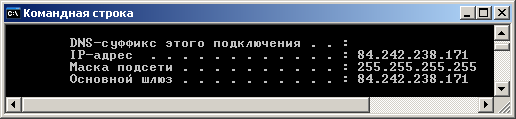 Командная строка
DNS-суффикс этого подключения . . :
IP-адрес . . . . . . . . . . . . : 84.242.238.171
Маска подсети . . . . . . . . . . : 255.255.255.255
Основной шлюз . . . . . . . . . . : 84.242.238.171